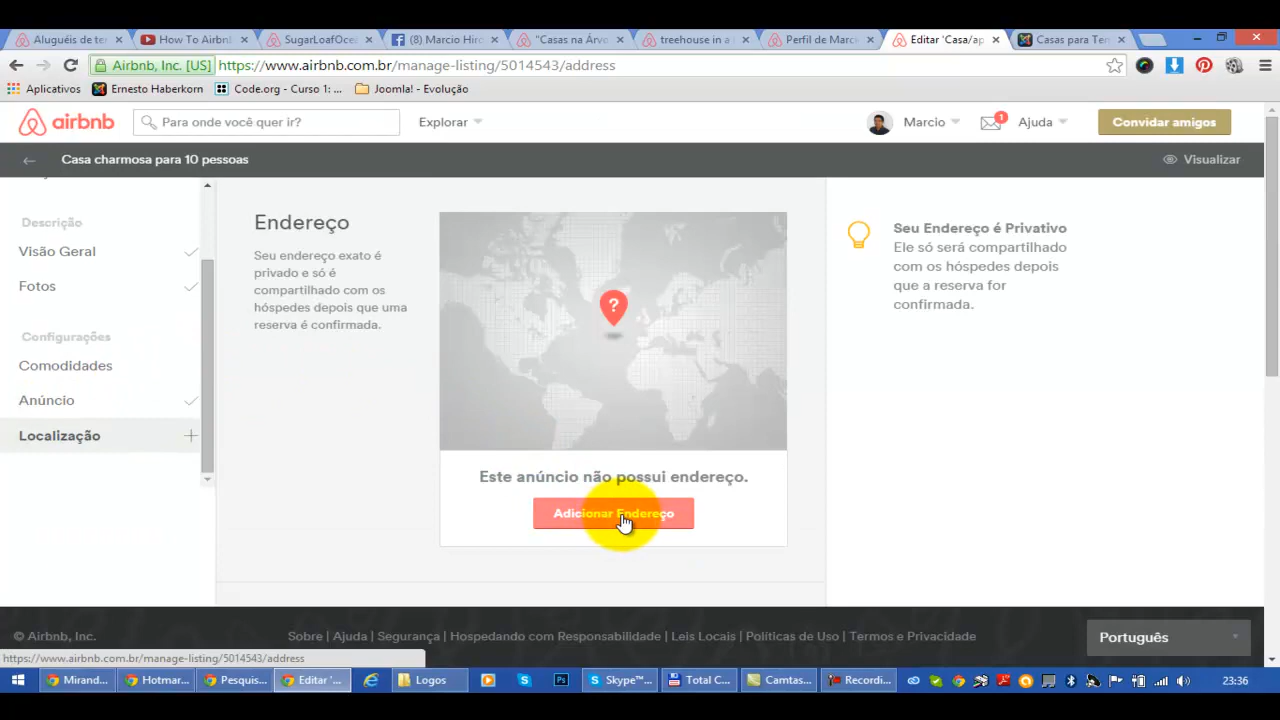 Aluguéis de te
How To Airbn
SugarLoafOce
(8) Marcio Hiro
"Casas na Árvo
treehouse in a
Perfil de Marci
Editar 'Casa/ap
Casas para Ten
Airbnb, Inc. [US] https://www.airbnb.com.br/manage-listing/5014543/address
Aplicativos Ernesto Haberkorn Code.org - Curso 1: ... Joomla! - Evolução
airbnb Para onde você quer ir? Explorar Marcio 1 Ajuda Convidar amigos
← Casa charmosa para 10 pessoas Visualizar
Descrição
Visão Geral
Fotos
Configurações
Comodidades
Anúncio
Localização +
Endereço
Seu endereço exato é
privado e só é
compartilhado com os
hóspedes depois que uma
reserva é confirmada.
?
Este anúncio não possui endereço.
Adicionar Endereço
Seu Endereço é Privativo
Ele só será compartilhado
com os hóspedes depois
que a reserva for
confirmada.
© Airbnb, Inc.
Sobre | Ajuda | Segurança | Hospedando com Responsabilidade | Leis Locais | Políticas de Uso | Termos e Privacidade
Português
https://www.airbnb.com.br/manage-listing/5014543/address
Mirand... Hotmar... Pesquis... Editar '... Logos Ps Skype™... Total C... Camtas... Recordi... 23:36